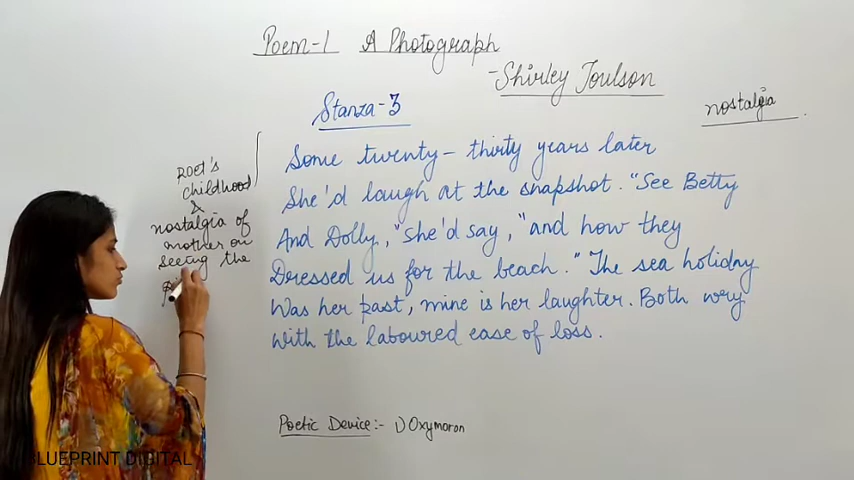 Poem-1 A Photograph
-Shirley Toulson
nostalgia
Stanza-3
Some twenty- thirty years later
She'd laugh at the snapshot. "See Betty
And Dolly," she'd say, "and how they
Dressed us for the beach." The sea holiday
Was her past, mine is her laughter. Both wry
With the laboured ease of loss.
poet's
childhood
&
nostalgia of
mother on
seeing the
Poetic Device:- 1) Oxymoron
BLUEPRINT DIGITAL